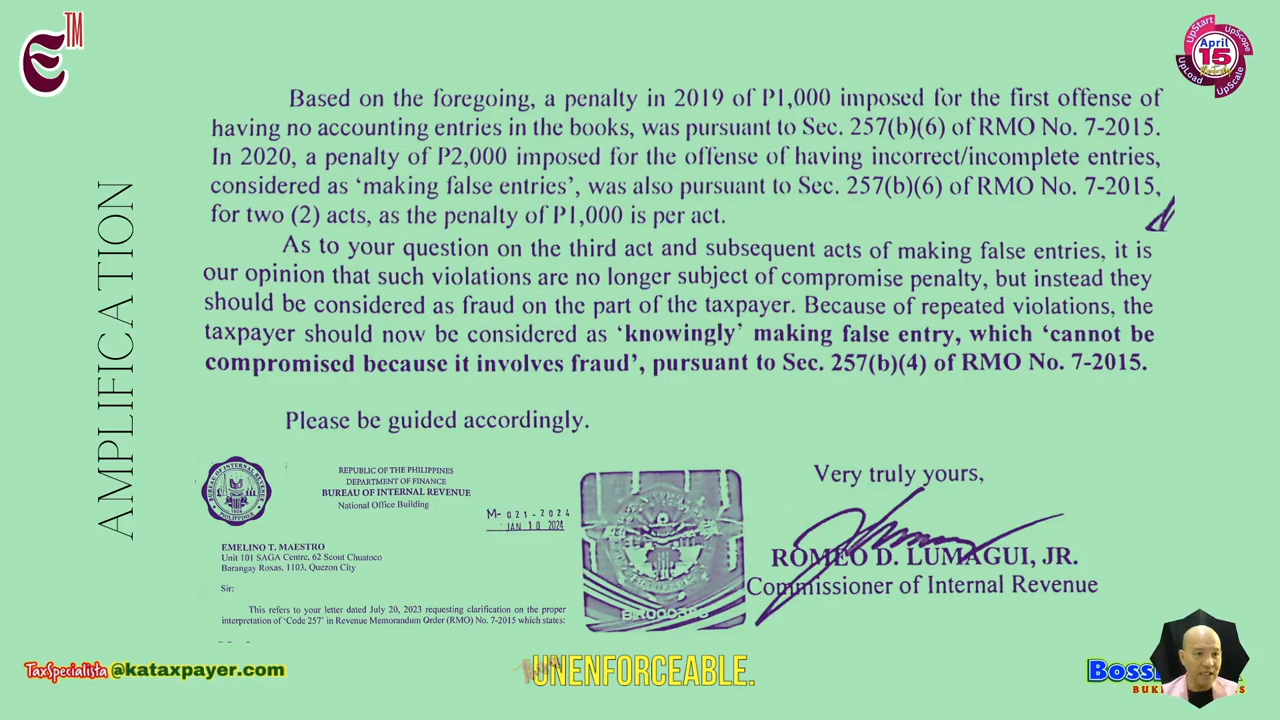 ETM
UpStart
UpScope
April
15
UpLoad
UpScale
AMPLIFICATION
Based on the foregoing, a penalty in 2019 of P1,000 imposed for the first offense of
having no accounting entries in the books, was pursuant to Sec. 257(b)(6) of RMO No. 7-2015.
In 2020, a penalty of P2,000 imposed for the offense of having incorrect/incomplete entries,
considered as 'making false entries', was also pursuant to Sec. 257(b)(6) of RMO No. 7-2015,
for two (2) acts, as the penalty of P1,000 is per act.
As to your question on the third act and subsequent acts of making false entries, it is
our opinion that such violations are no longer subject of compromise penalty, but instead they
should be considered as fraud on the part of the taxpayer. Because of repeated violations, the
taxpayer should now be considered as 'knowingly' making false entry, which 'cannot be
compromised because it involves fraud', pursuant to Sec. 257(b)(4) of RMO No. 7-2015.
Please be guided accordingly.
BUREAU OF INTERNAL REVENUE
PHILIPPINES
REPUBLIC OF THE PHILIPPINES
DEPARTMENT OF FINANCE
BUREAU OF INTERNAL REVENUE
National Office Building
M-021-2024
JAN 10 2024
EMELINO T. MAESTRO
Unit 101 SAGA Centre, 62 Scout Chuatoco
Barangay Roxas, 1103, Quezon City
Sir:
This refers to your letter dated July 20, 2023 requesting clarification on the proper
interpretation of 'Code 257' in Revenue Memorandum Order (RMO) No. 7-2015 which states:
Very truly yours,
ROMEO D. LUMAGUI, JR.
Commissioner of Internal Revenue
TaxSpecialista @kataxpayer.com
UNENFORCEABLE.
Boss